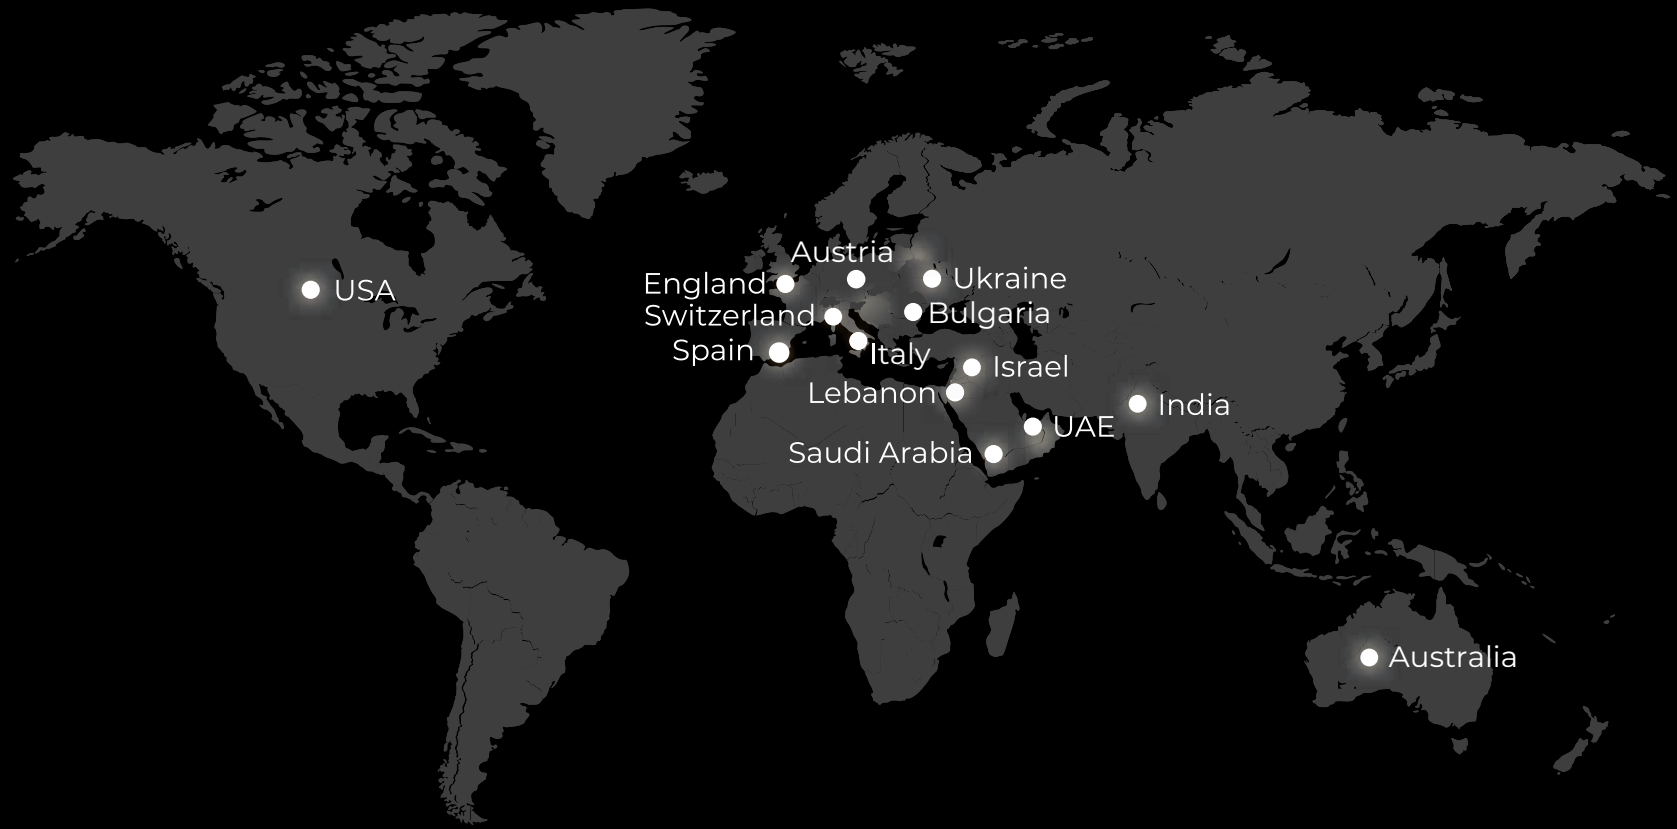 Austria
Ukraine
England
USA
Bulgaria
Switzerland
Spain
Italy
Israel
Lebanon
India
UAE
Saudi Arabia
Australia